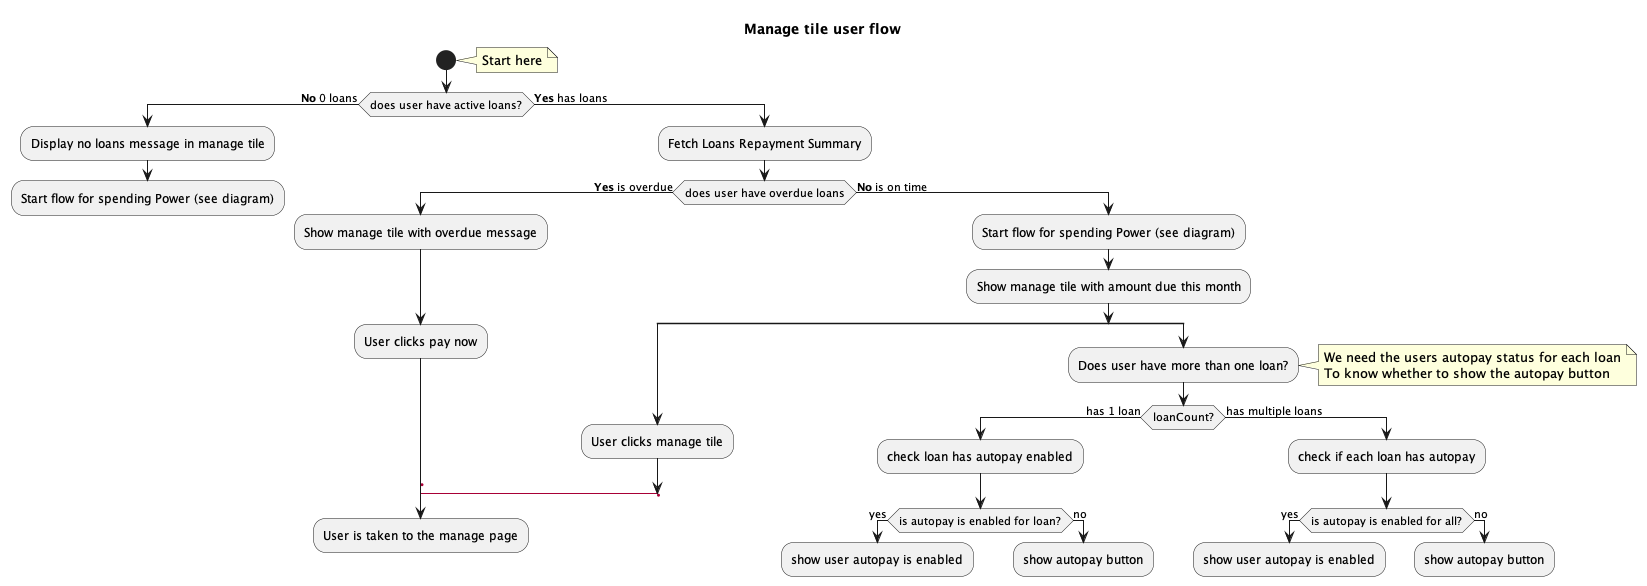 Manage tile user flow
Start here
does user have active loans?
No 0 loans
Yes has loans
Display no loans message in manage tile
Start flow for spending Power (see diagram)
Fetch Loans Repayment Summary
does user have overdue loans
Yes is overdue
No is on time
Show manage tile with overdue message
User clicks pay now
Start flow for spending Power (see diagram)
Show manage tile with amount due this month
User clicks manage tile
User is taken to the manage page
Does user have more than one loan?
We need the users autopay status for each loan
To know whether to show the autopay button
loanCount?
has 1 loan
has multiple loans
check loan has autopay enabled
is autopay is enabled for loan?
yes
no
show user autopay is enabled
show autopay button
check if each loan has autopay
is autopay is enabled for all?
yes
no
show user autopay is enabled
show autopay button